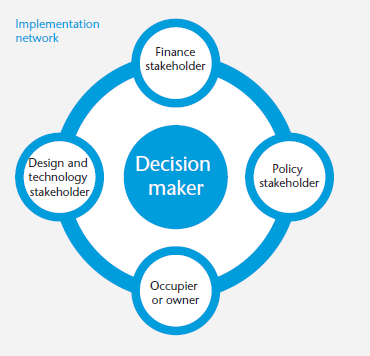 Implementation
network
Finance
stakeholder
Design and
technology
stakeholder
Decision
maker
Policy
stakeholder
Occupier
or owner